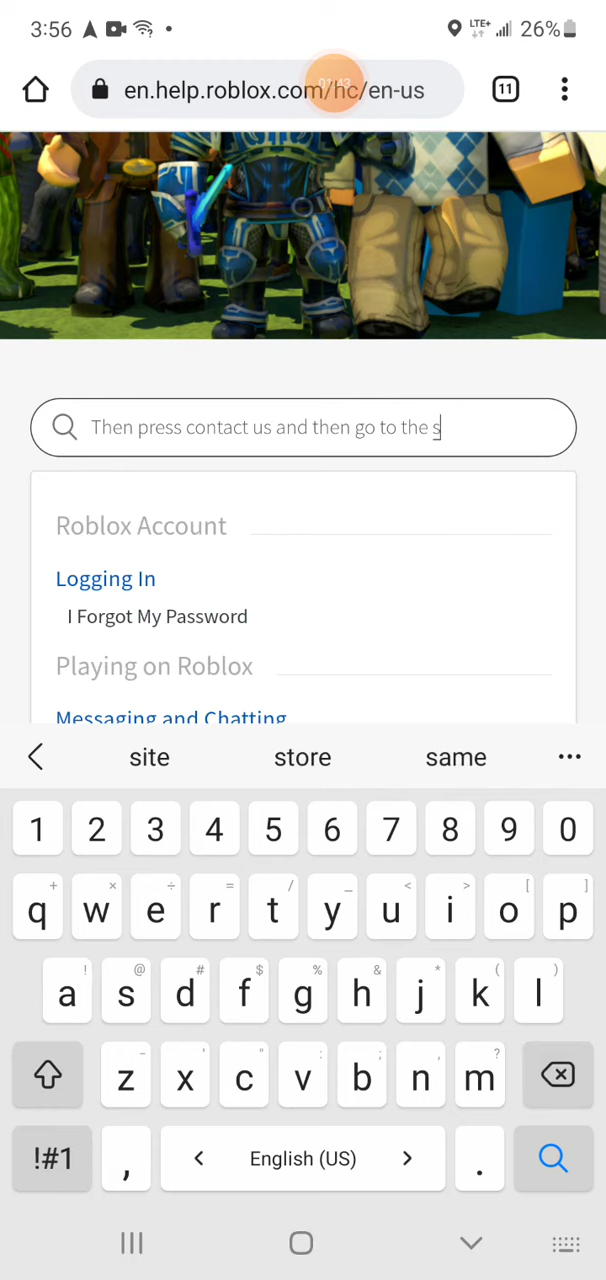 3:56
LTE+
26%
en.help.roblox.com/hc/en-us
01:43
11
Then press contact us and then go to the s
Roblox Account
Logging In
I Forgot My Password
Playing on Roblox
Messaging and Chatting
site store same ...
1 2 3 4 5 6 7 8 9 0
+ × ÷ = / _ < > [ ]
q w e r t y u i o p
! @ # $ % & * ( )
a s d f g h j k l
- ' " : ; , ?
z x c v b n m
!#1 , < English (US) > .